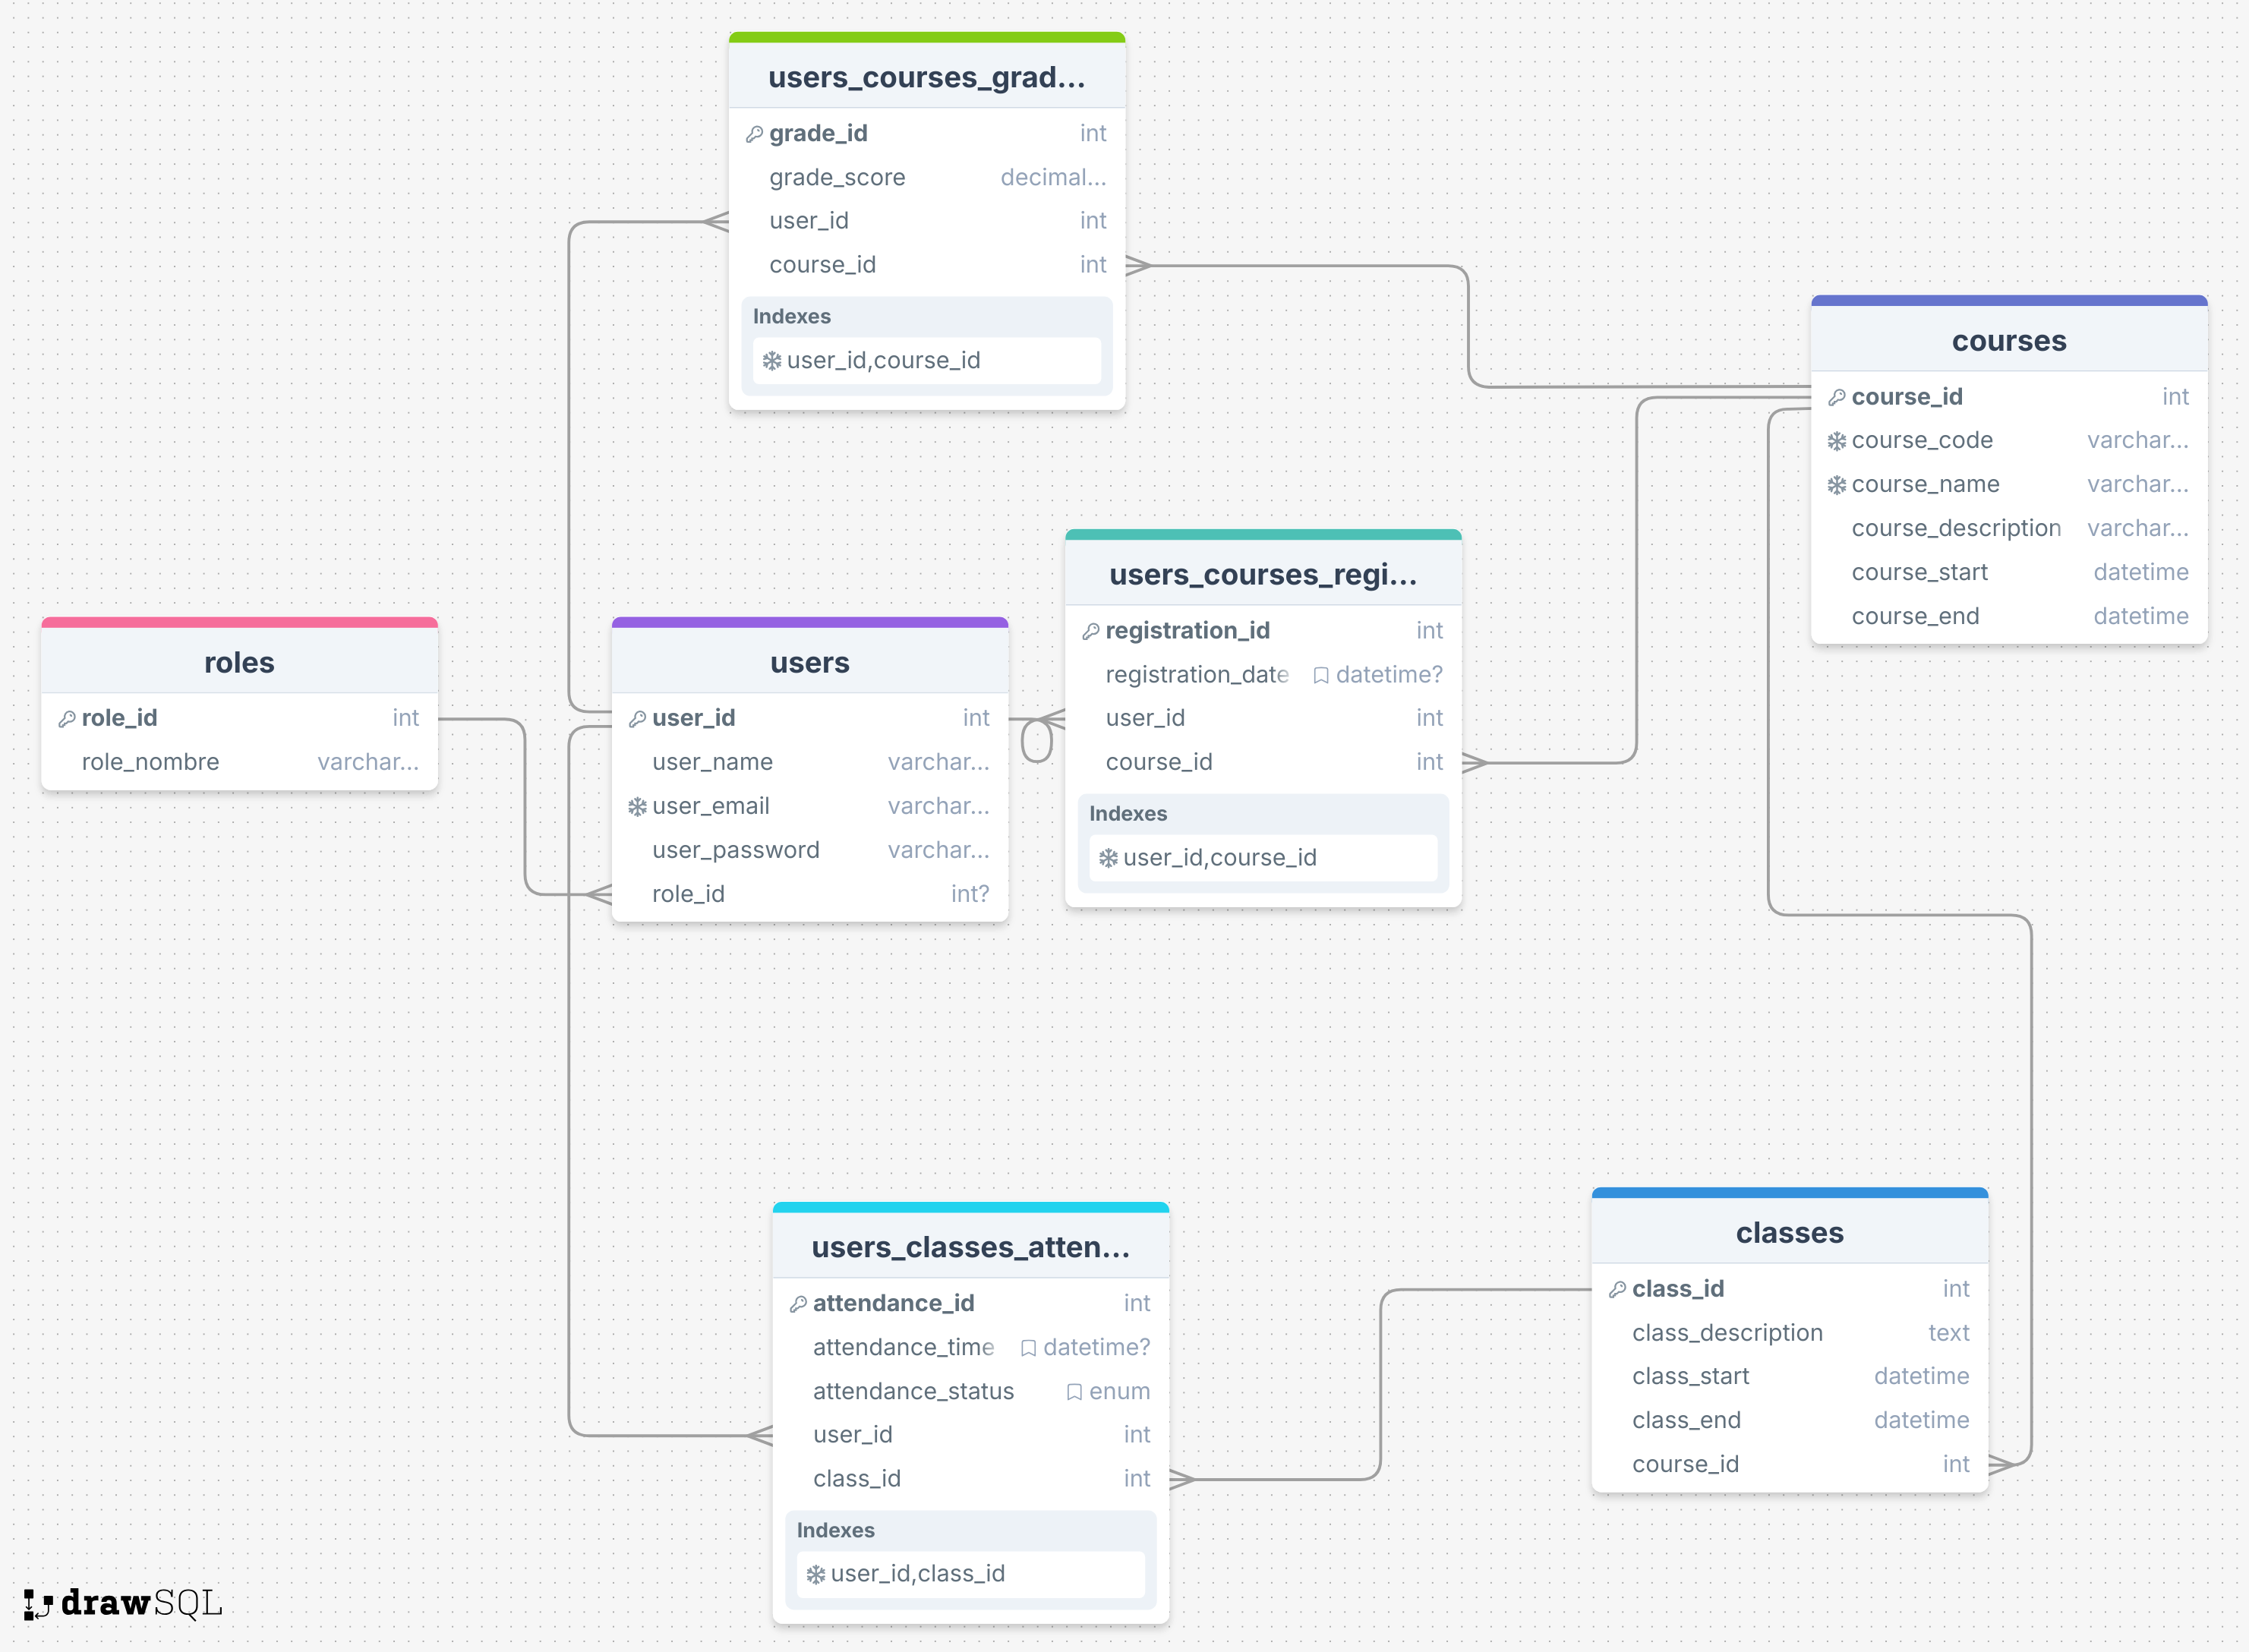 users_courses_grad...
grade_id int
grade_score decimal...
user_id int
course_id int
Indexes
user_id,course_id
courses
course_id int
course_code varchar...
course_name varchar...
course_description varchar...
course_start datetime
course_end datetime
users_courses_regi...
registration_id int
registration_date datetime?
user_id int
course_id int
Indexes
user_id,course_id
roles
role_id int
role_nombre varchar...
users
user_id int
user_name varchar...
user_email varchar...
user_password varchar...
role_id int?
users_classes_atten...
attendance_id int
attendance_time datetime?
attendance_status enum
user_id int
class_id int
Indexes
user_id,class_id
classes
class_id int
class_description text
class_start datetime
class_end datetime
course_id int
drawSQL